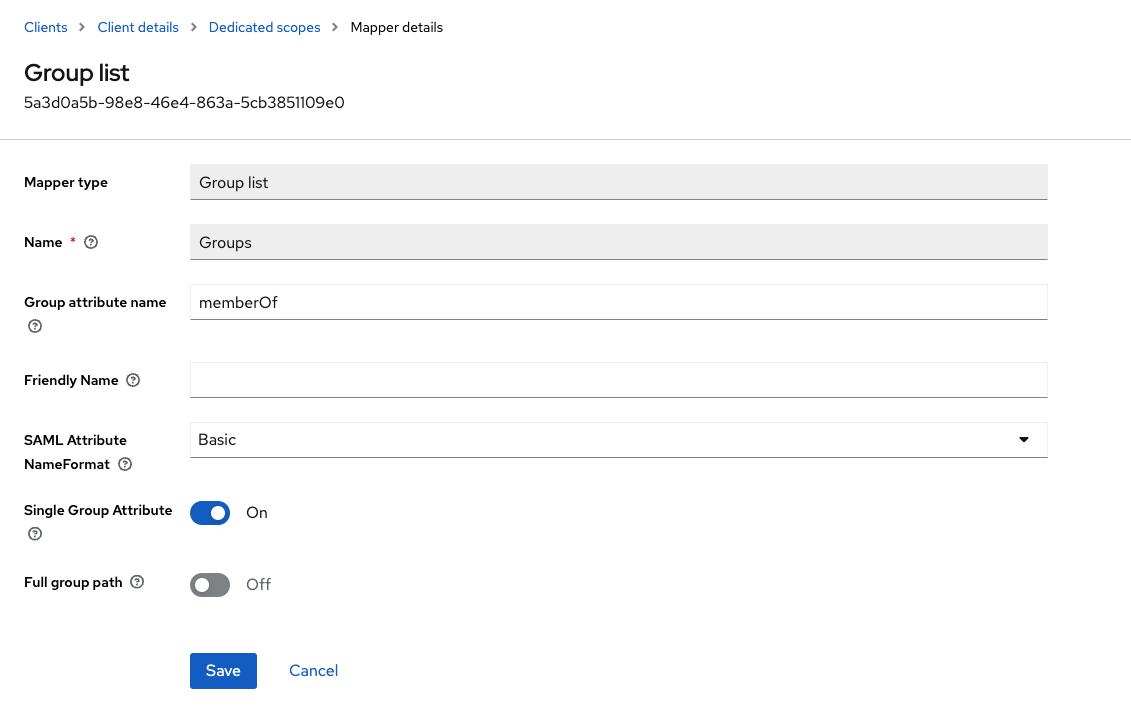 Clients > Client details > Dedicated scopes > Mapper details
Group list
5a3d0a5b-98e8-46e4-863a-5cb3851109e0
Mapper type
Group list
Name *
Groups
Group attribute name
memberOf
Friendly Name
SAML Attribute
NameFormat
Basic
Single Group Attribute
On
Full group path
Off
Save Cancel